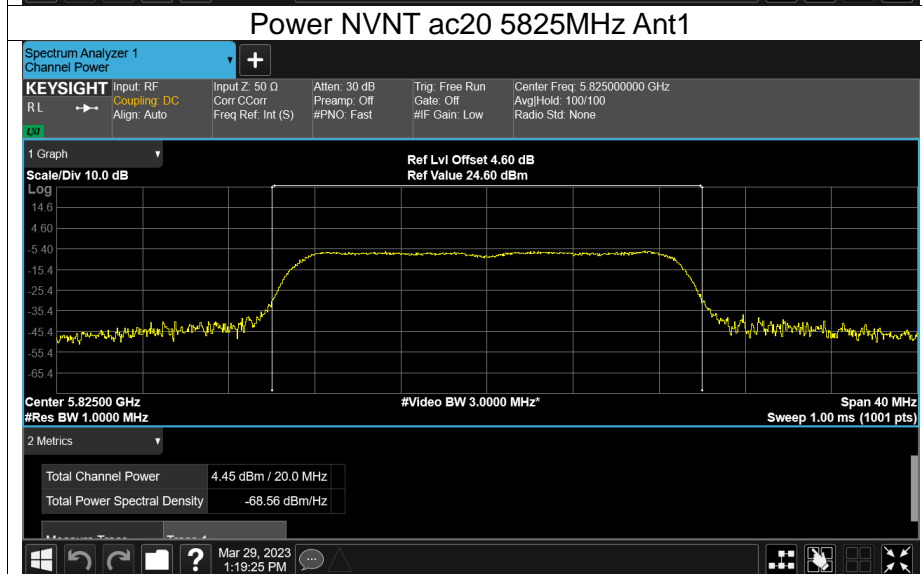 Power NVNT ac20 5825MHz Ant1
Spectrum Analyzer 1
Channel Power
KEYSIGHT Input: RF Input Z: 50 Ω Atten: 30 dB Trig: Free Run Center Freq: 5.825000000 GHz
RL Coupling: DC Corr CCorr Preamp: Off Gate: Off Avg|Hold: 100/100
Align: Auto Freq Ref: Int (S) #PNO: Fast #IF Gain: Low Radio Std: None
LXI
1 Graph
Ref Lvl Offset 4.60 dB
Scale/Div 10.0 dB Ref Value 24.60 dBm
Log
14.6
4.60
-5.40
-15.4
-25.4
-35.4
-45.4
-55.4
-65.4
Center 5.82500 GHz #Video BW 3.0000 MHz* Span 40 MHz
#Res BW 1.0000 MHz Sweep 1.00 ms (1001 pts)
2 Metrics
Total Channel Power 4.45 dBm / 20.0 MHz
Total Power Spectral Density -68.56 dBm/Hz
Mar 29, 2023
1:19:25 PM